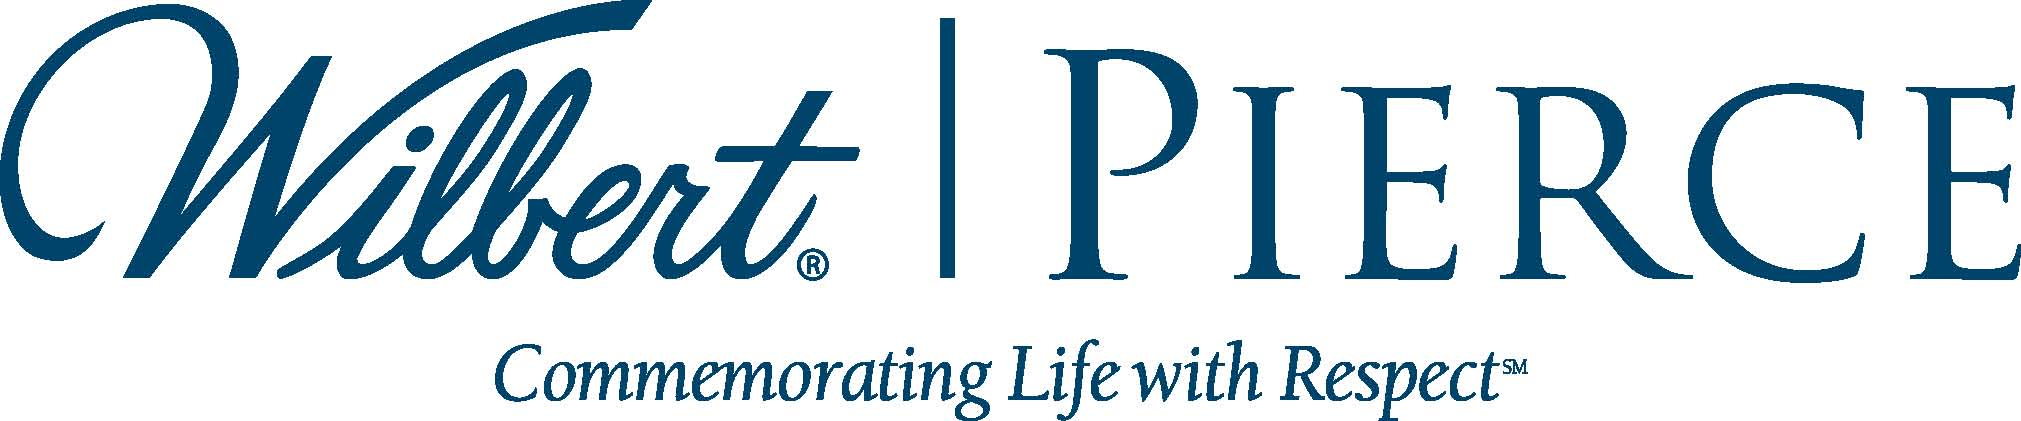 Wilbert® | PIERCE
Commemorating Life with Respect℠